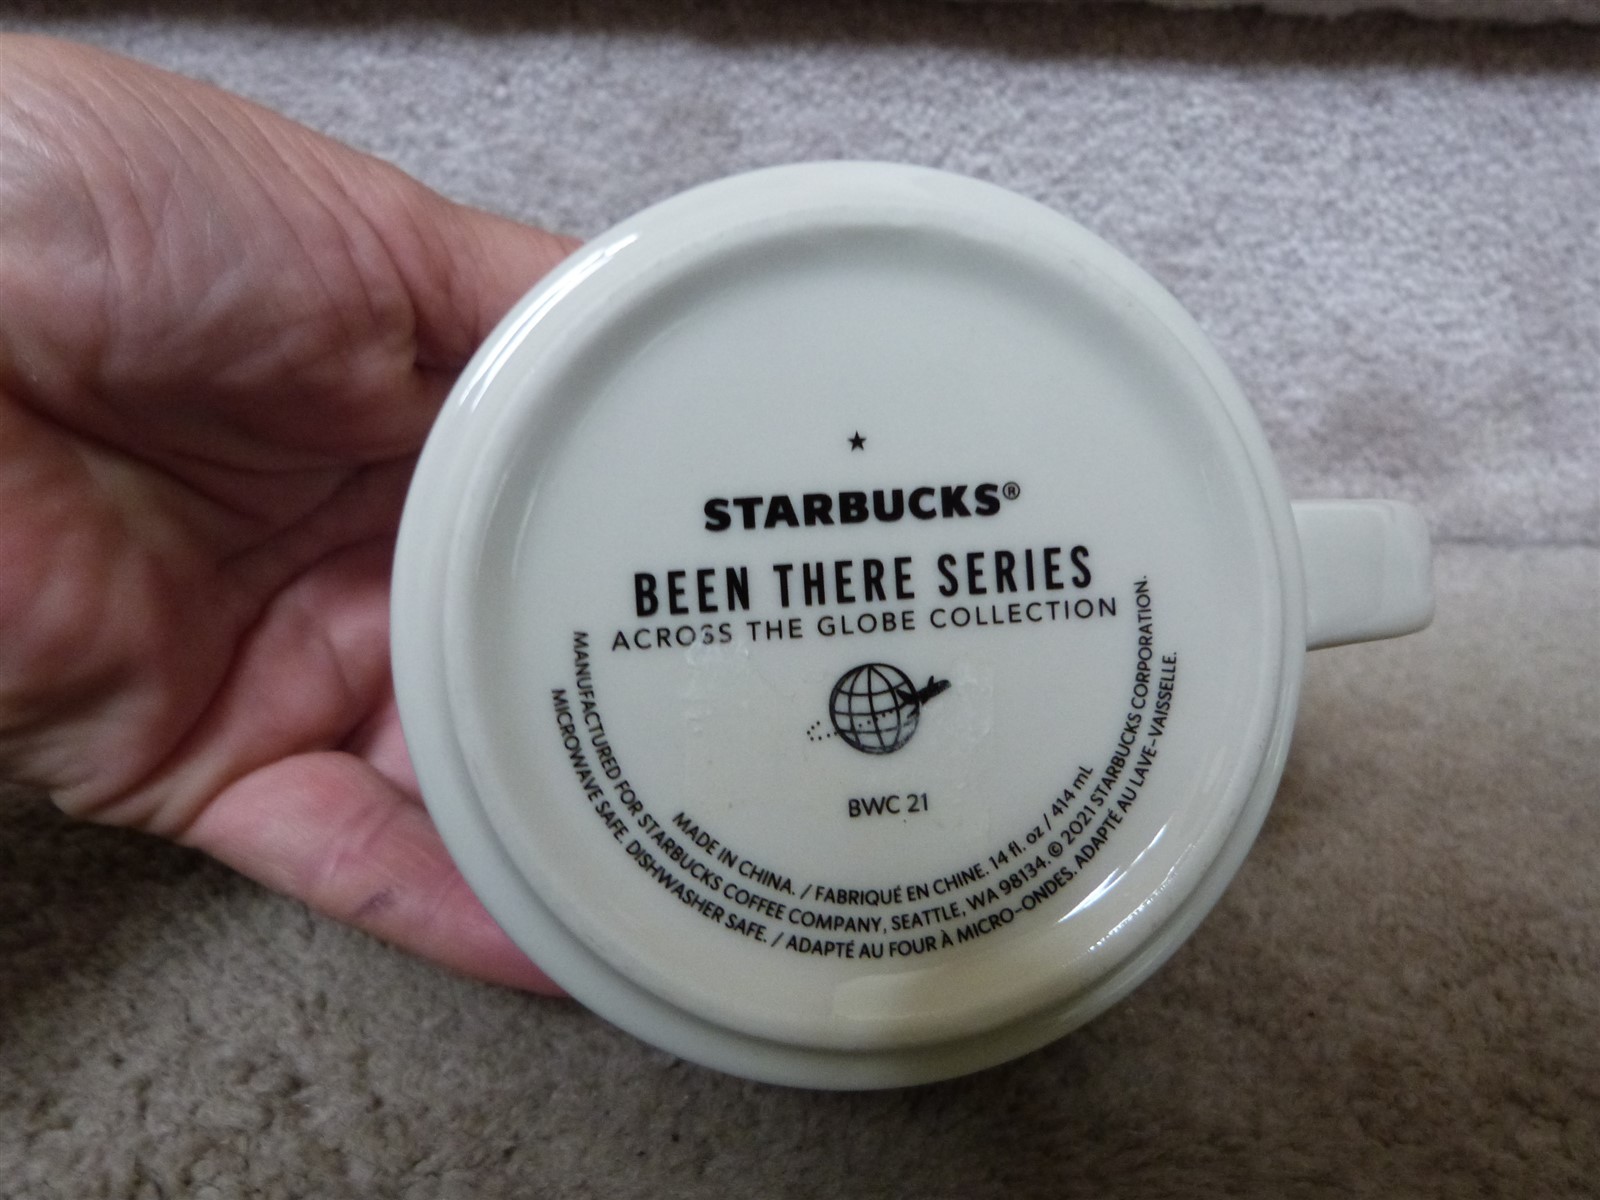 STARBUCKS®
BEEN THERE SERIES
ACROSS THE GLOBE COLLECTION
BWC 21
MADE IN CHINA. / FABRIQUÉ EN CHINE. 14 fl. oz / 414 mL
MANUFACTURED FOR STARBUCKS COFFEE COMPANY, SEATTLE, WA 98134. © 2021 STARBUCKS CORPORATION.
MICROWAVE SAFE. DISHWASHER SAFE. / ADAPTÉ AU FOUR À MICRO-ONDES. ADAPTÉ AU LAVE-VAISSELLE.